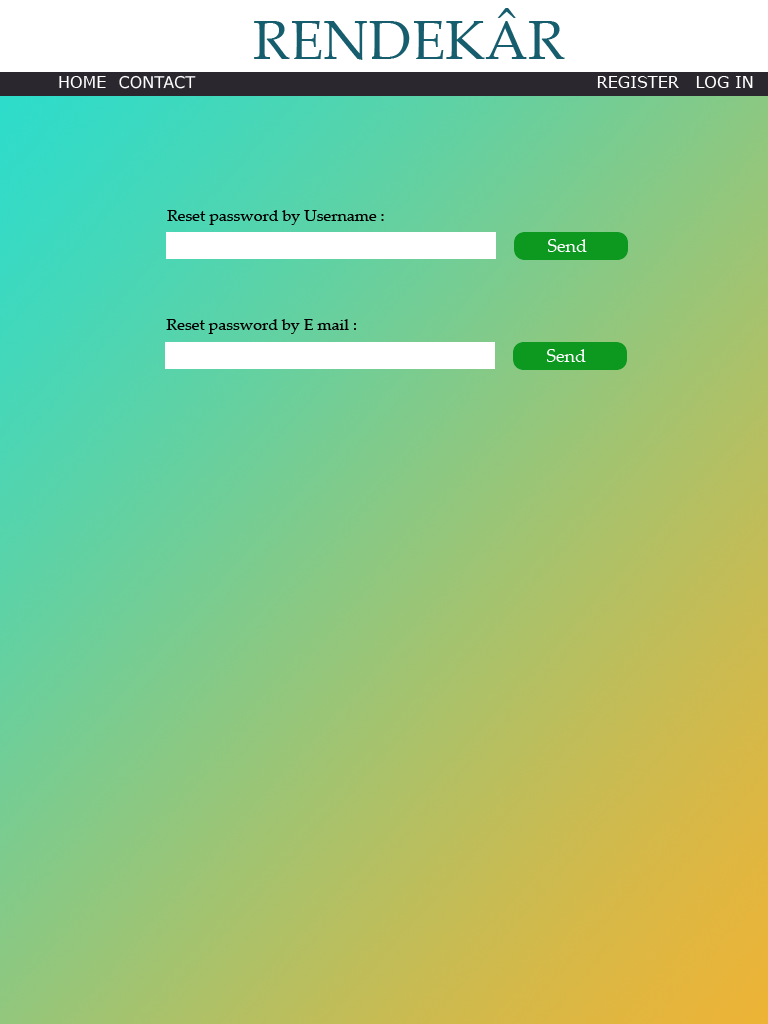 RENDEKÂR
HOME CONTACT REGISTER LOG IN
Reset password by Username :
Send
Reset password by E mail :
Send